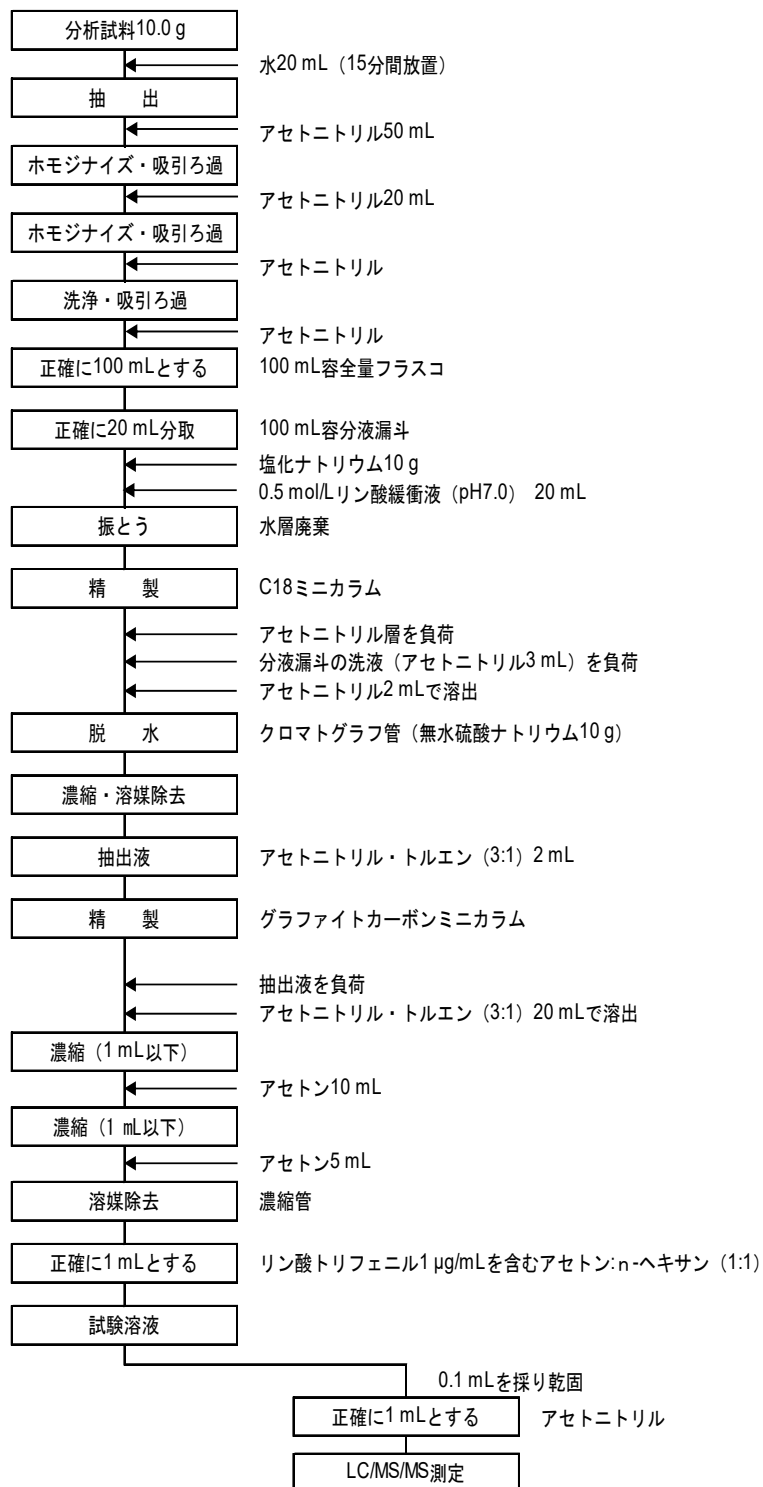 分析試料10.0 g
水20 mL（15分間放置）
抽　出
アセトニトリル50 mL
ホモジナイズ・吸引ろ過
アセトニトリル20 mL
ホモジナイズ・吸引ろ過
アセトニトリル
洗浄・吸引ろ過
アセトニトリル
正確に100 mLとする　100 mL容全量フラスコ
正確に20 mL分取　100 mL容分液漏斗
塩化ナトリウム10 g
0.5 mol/Lリン酸緩衝液（pH7.0）　20 mL
振とう　水層廃棄
精　製　C18ミニカラム
アセトニトリル層を負荷
分液漏斗の洗液（アセトニトリル3 mL）を負荷
アセトニトリル2 mLで溶出
脱　水　クロマトグラフ管（無水硫酸ナトリウム10 g）
濃縮・溶媒除去
抽出液　アセトニトリル・トルエン（3:1）2 mL
精　製　グラファイトカーボンミニカラム
抽出液を負荷
アセトニトリル・トルエン（3:1）20 mLで溶出
濃縮（1 mL以下）
アセトン10 mL
濃縮（1 mL以下）
アセトン5 mL
溶媒除去　濃縮管
正確に1 mLとする　リン酸トリフェニル1 µg/mLを含むアセトン:n-ヘキサン（1:1）
試験溶液
0.1 mLを採り乾固
正確に1 mLとする　アセトニトリル
LC/MS/MS測定